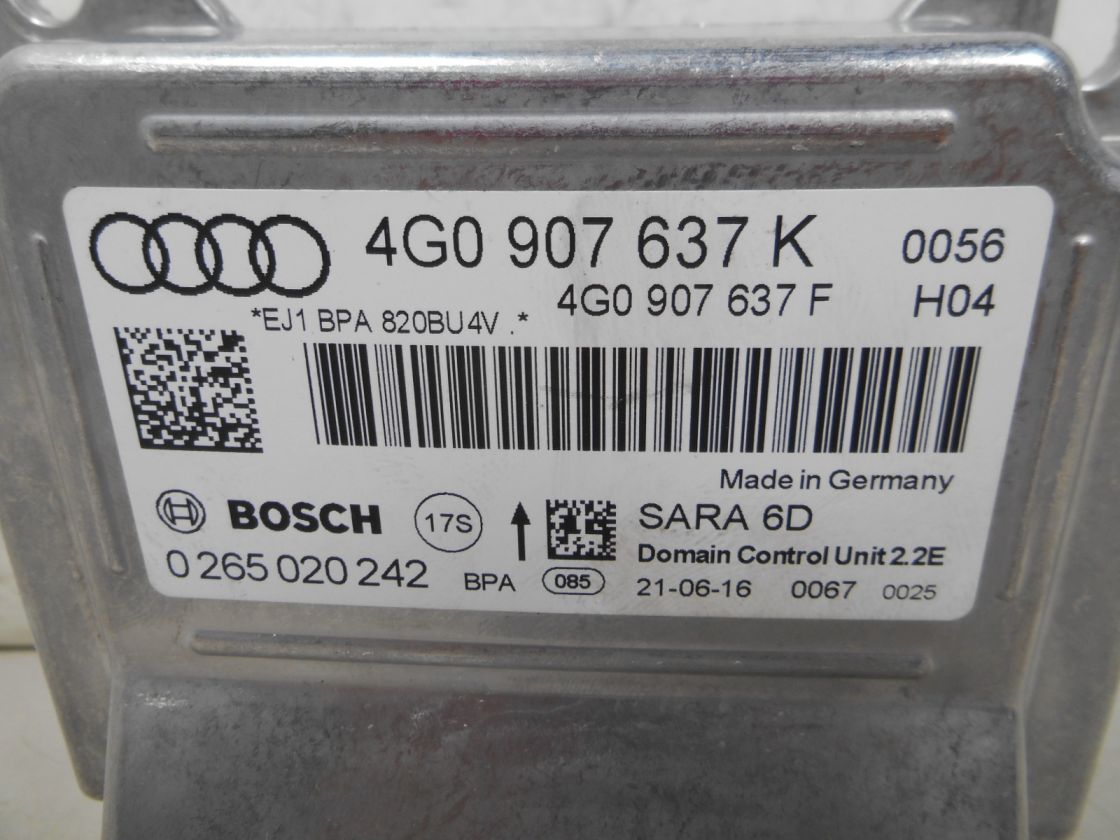 4G0 907 637 K 0056
4G0 907 637 F H04
*EJ1 BPA 820BU4V .*
Made in Germany
BOSCH 17S SARA 6D
Domain Control Unit 2.2E
0 265 020 242 BPA 085 21-06-16 0067 0025